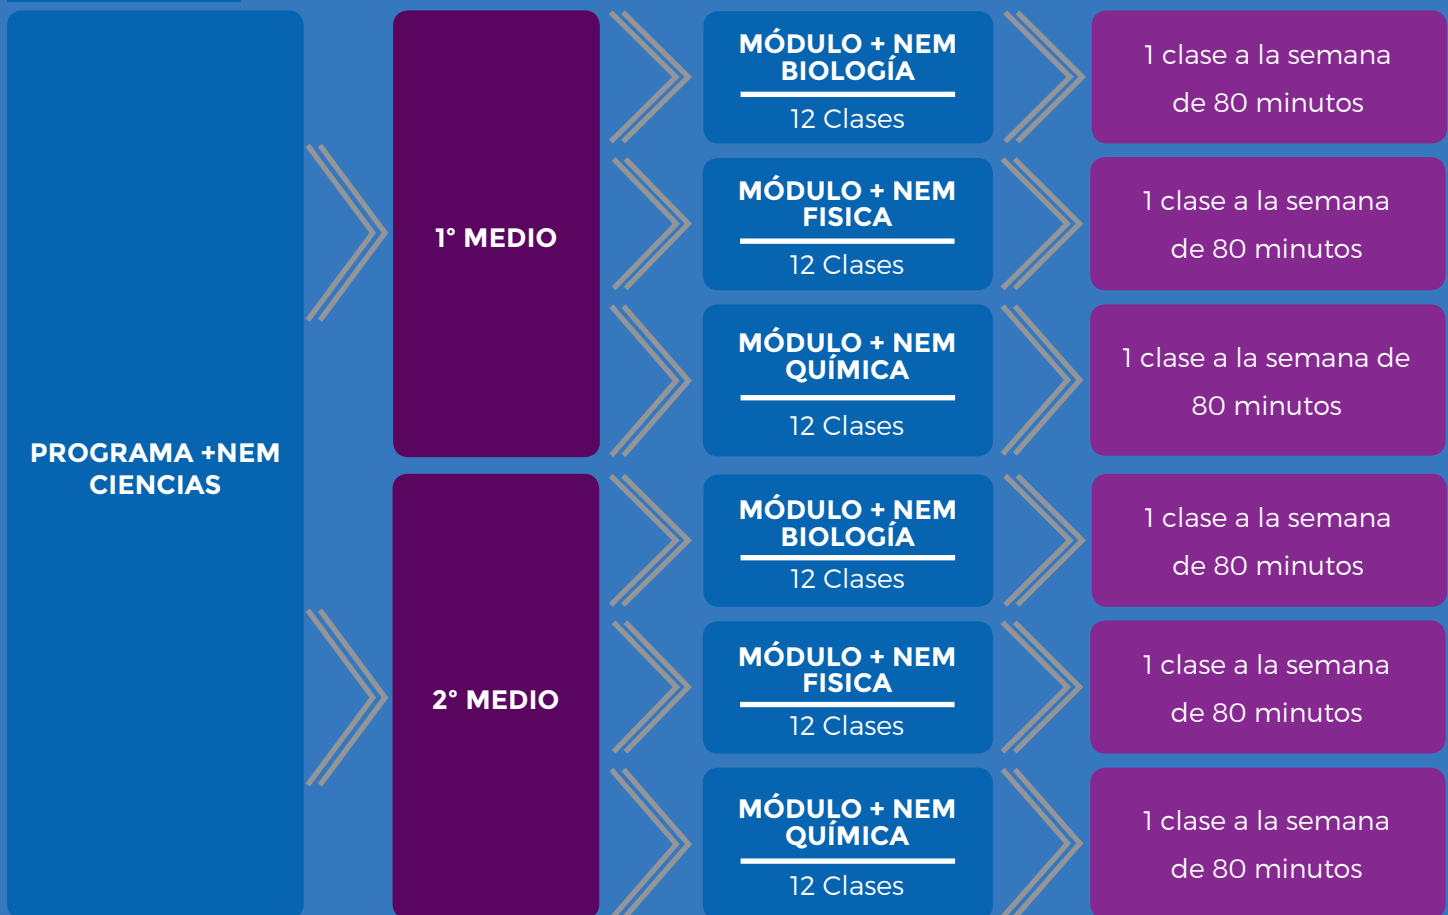 PROGRAMA +NEM
CIENCIAS
1º MEDIO
MÓDULO + NEM
BIOLOGÍA
12 Clases
1 clase a la semana
de 80 minutos
MÓDULO + NEM
FISICA
12 Clases
1 clase a la semana
de 80 minutos
MÓDULO + NEM
QUÍMICA
12 Clases
1 clase a la semana de
80 minutos
2º MEDIO
MÓDULO + NEM
BIOLOGÍA
12 Clases
1 clase a la semana
de 80 minutos
MÓDULO + NEM
FISICA
12 Clases
1 clase a la semana
de 80 minutos
MÓDULO + NEM
QUÍMICA
12 Clases
1 clase a la semana
de 80 minutos